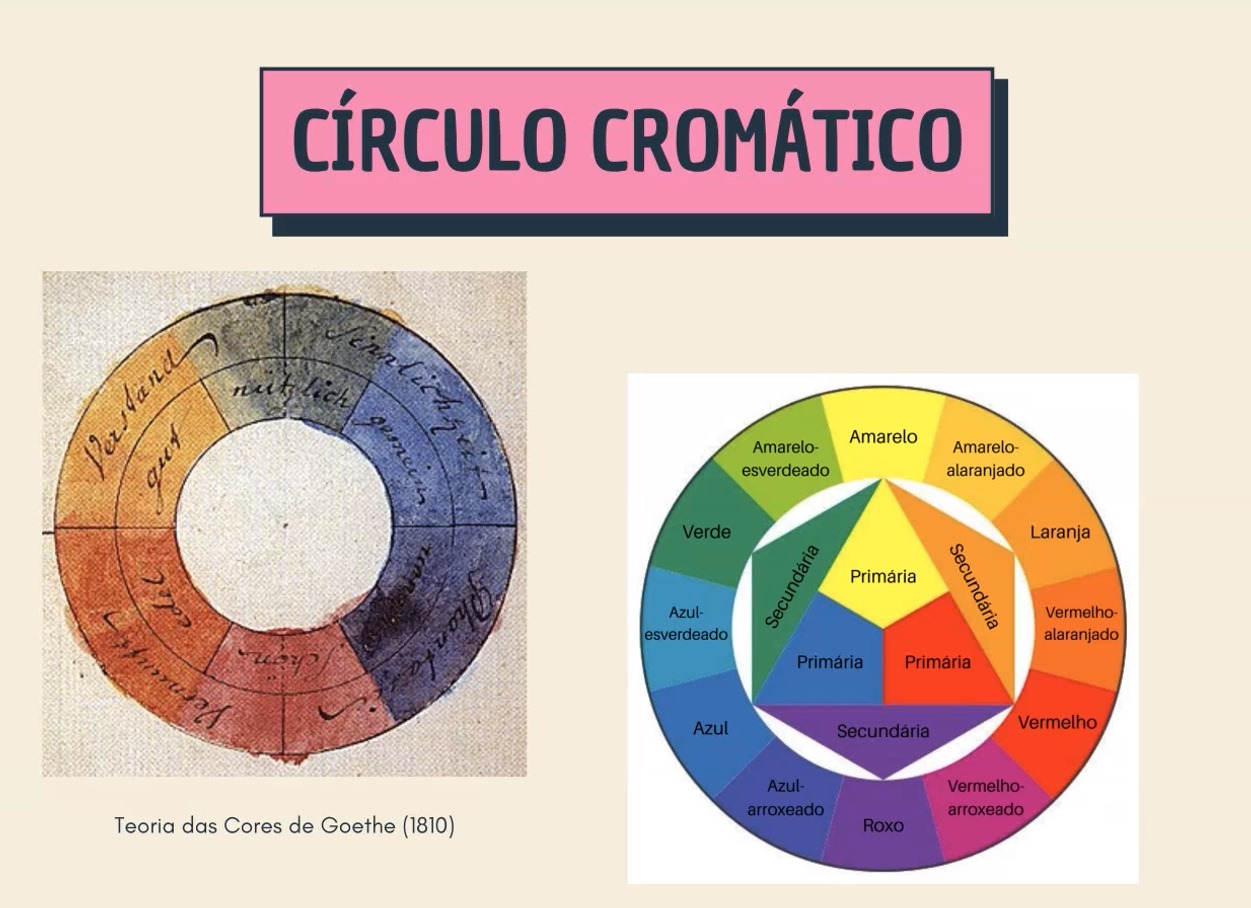 CÍRCULO CROMÁTICO
Verstand
Sinnlichkeit
nützlich
gut
gemein
edel
schön
Vernunft
Teoria das Cores de Goethe (1810)
Amarelo
Amarelo-
esverdeado
Amarelo-
alaranjado
Verde
Laranja
Secundária
Primária
Secundária
Azul-
esverdeado
Vermelho-
alaranjado
Primária
Primária
Azul
Secundária
Vermelho
Azul-
arroxeado
Vermelho-
arroxeado
Roxo